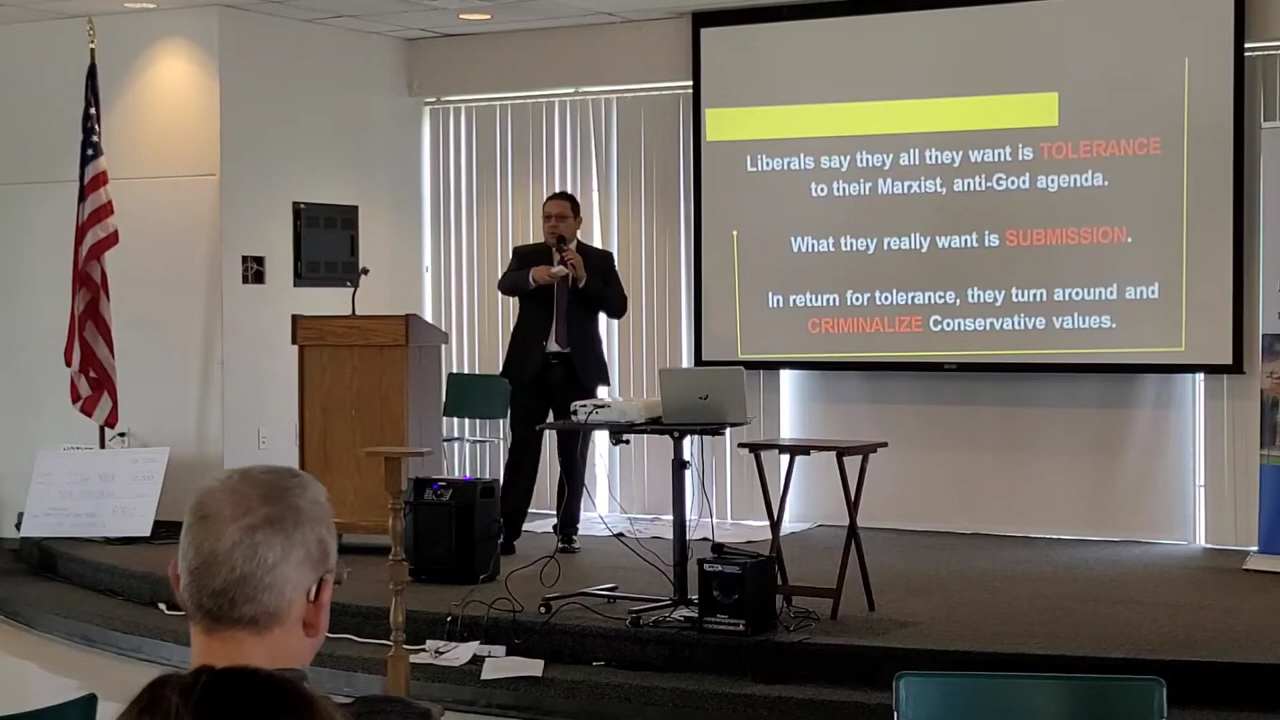 Liberals say they all they want is TOLERANCE
to their Marxist, anti-God agenda.
What they really want is SUBMISSION.
In return for tolerance, they turn around and
CRIMINALIZE Conservative values.
hp